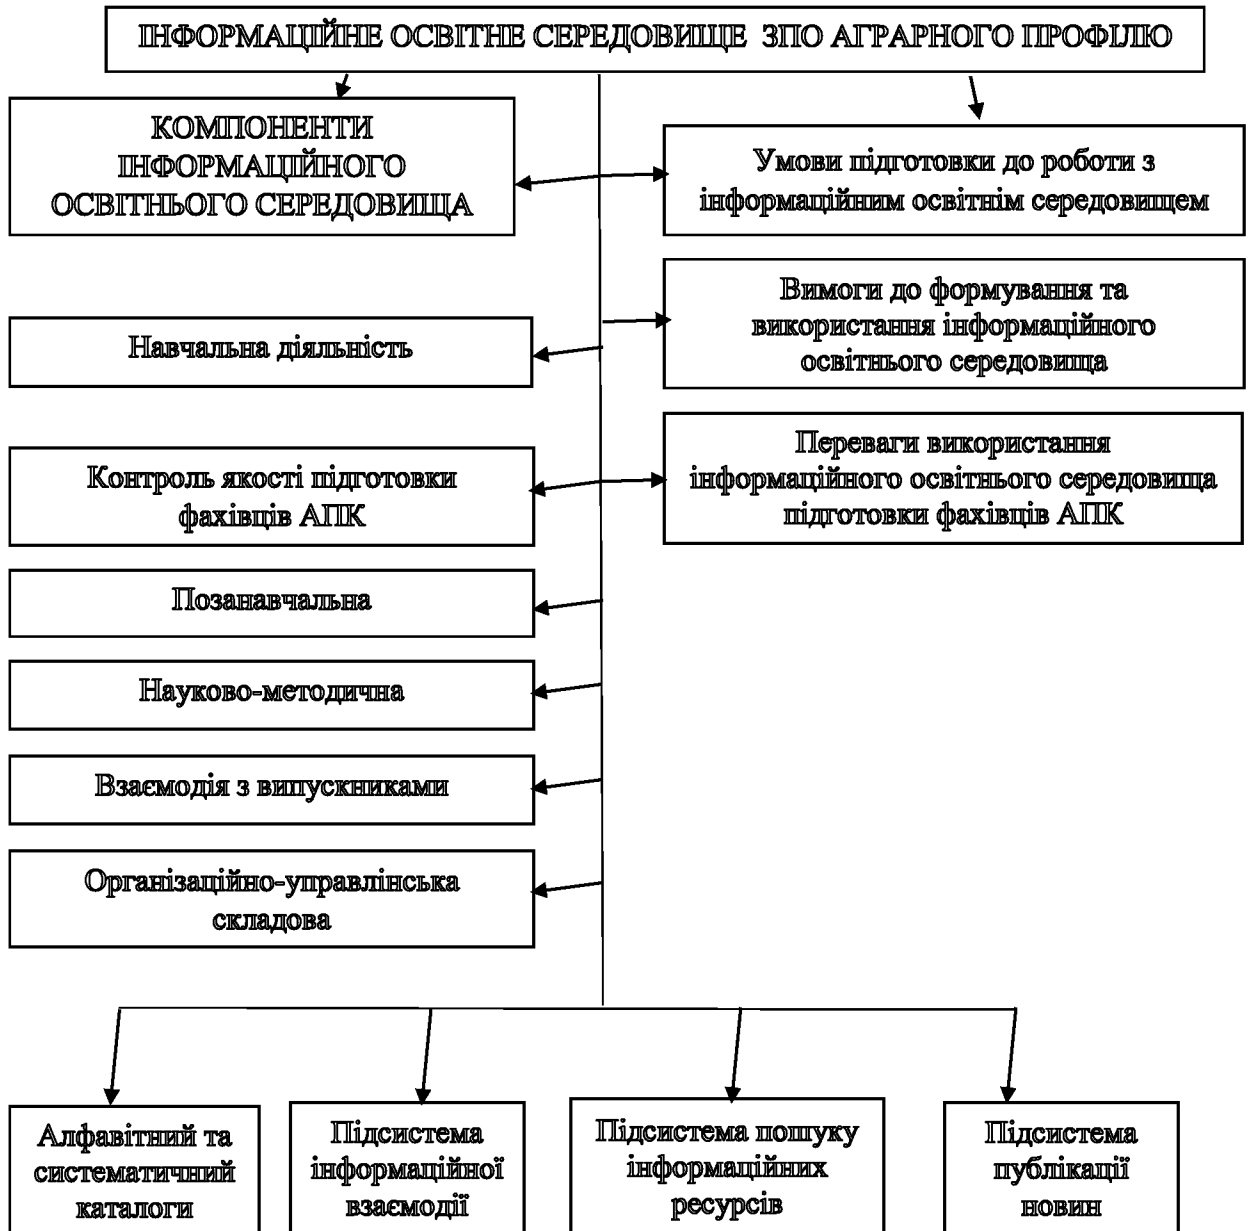 ІНФОРМАЦІЙНЕ ОСВІТНЕ СЕРЕДОВИЩЕ ЗПО АГРАРНОГО ПРОФІЛЮ
КОМПОНЕНТИ
ІНФОРМАЦІЙНОГО
ОСВІТНЬОГО СЕРЕДОВИЩА
Умови підготовки до роботи з
інформаційним освітнім середовищем
Вимоги до формування та
використання інформаційного
освітнього середовища
Навчальна діяльність
Переваги використання
інформаційного освітнього середовища
підготовки фахівців АПК
Контроль якості підготовки
фахівців АПК
Позанавчальна
Науково-методична
Взаємодія з випускниками
Організаційно-управлінська
складова
Алфавітний та
систематичний
каталоги
Підсистема
інформаційної
взаємодії
Підсистема пошуку
інформаційних
ресурсів
Підсистема
публікації
новин